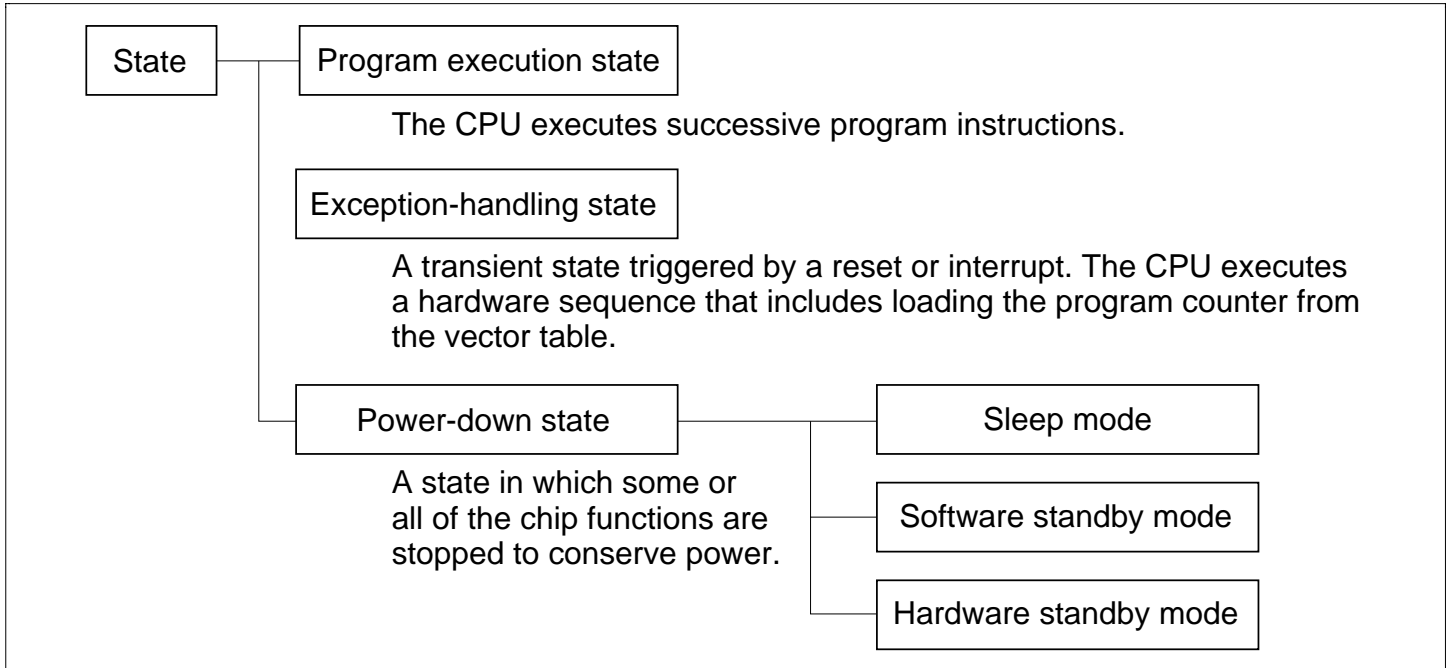 State
Program execution state
The CPU executes successive program instructions.
Exception-handling state
A transient state triggered by a reset or interrupt. The CPU executes
a hardware sequence that includes loading the program counter from
the vector table.
Power-down state
A state in which some or
all of the chip functions are
stopped to conserve power.
Sleep mode
Software standby mode
Hardware standby mode